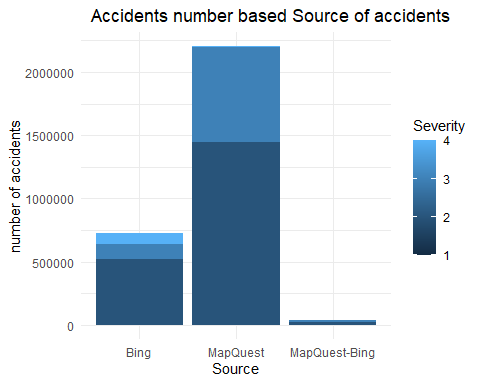 Accidents number based Source of accidents
number of accidents
2000000
1500000
1000000
500000
0
Bing
MapQuest
MapQuest-Bing
Source
Severity
4
3
2
1